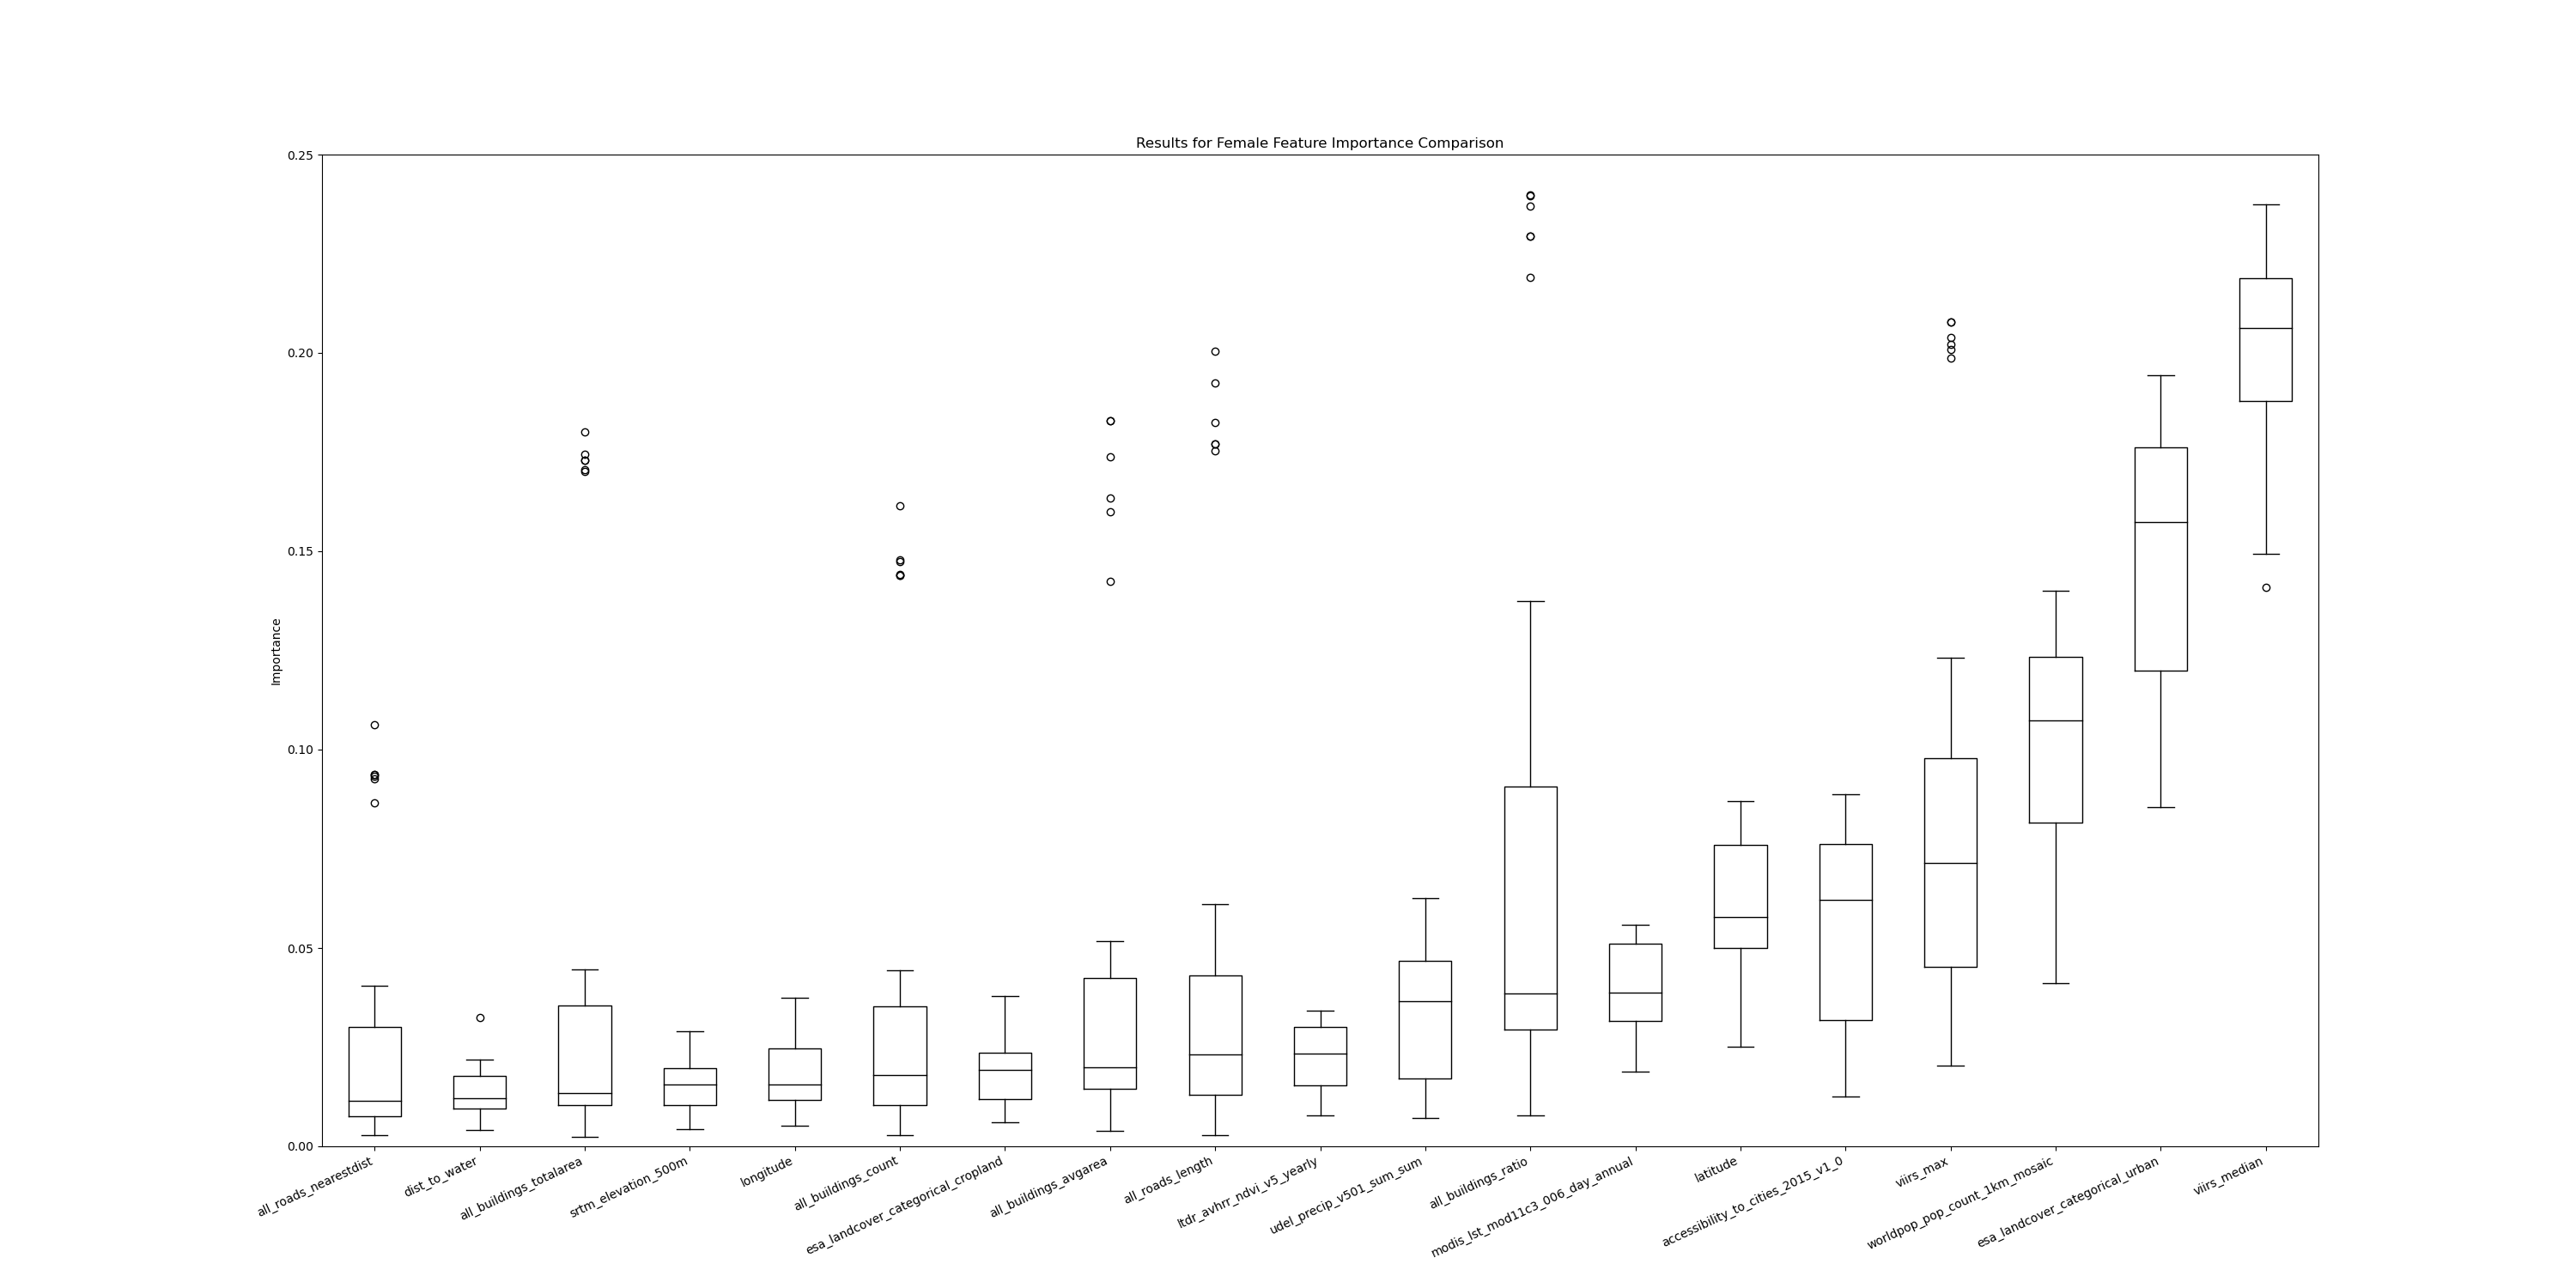 Results for Female Feature Importance Comparison
0.25
0.20
0.15
0.10
0.05
0.00
Importance
all_roads_nearestdist
dist_to_water
all_buildings_totalarea
srtm_elevation_500m
longitude
all_buildings_count
esa_landcover_categorical_cropland
all_buildings_avgarea
all_roads_length
ltdr_avhrr_ndvi_v5_yearly
udel_precip_v501_sum_sum
all_buildings_ratio
modis_lst_mod11c3_006_day_annual
latitude
accessibility_to_cities_2015_v1_0
viirs_max
worldpop_pop_count_1km_mosaic
esa_landcover_categorical_urban
viirs_median